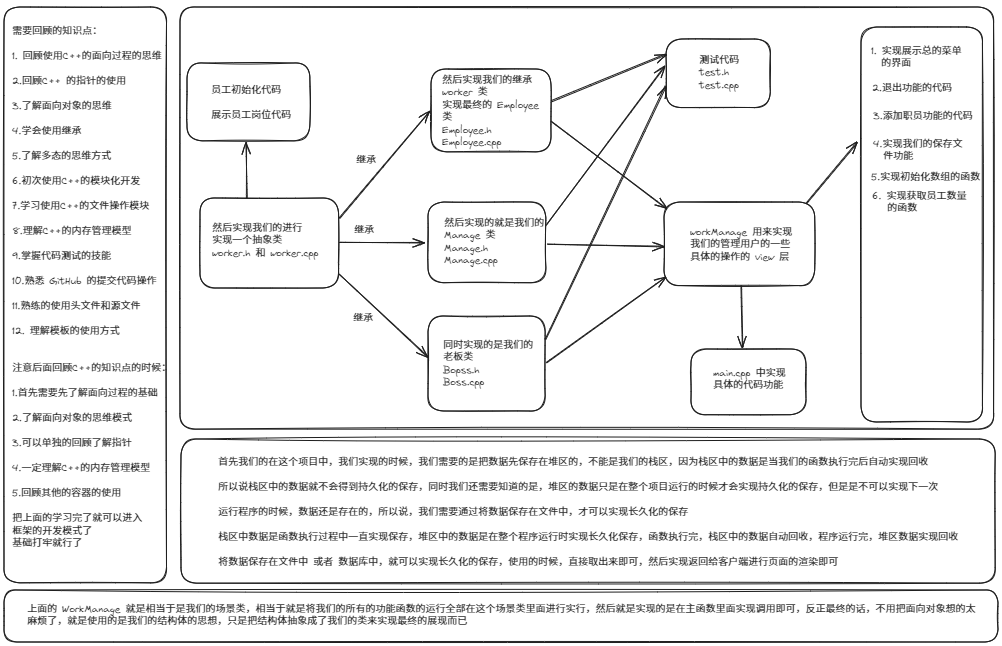 需要回顾的知识点：
1. 回顾使用C++的面向过程的思维
2.回顾C++ 的指针的使用
3.了解面向对象的思维
4.学会使用继承
5.了解多态的思维方式
6.初次使用C++的模块化开发
7.学习使用C++的文件操作模块
8.理解C++的内存管理模型
9.掌握代码测试的技能
10.熟悉 GitHub 的提交代码操作
11.熟练的使用头文件和源文件
12. 理解模板的使用方式
注意后面回顾C++的知识点的时候：
1.首先需要先了解面向过程的基础
2.了解面向对象的思维模式
3.可以单独的回顾了解指针
4.一定理解C++的内存管理模型
5.回顾其他的容器的使用
把上面的学习完了就可以进入
框架的开发模式了
基础打牢就行了
员工初始化代码
展示员工岗位代码
然后实现我们的进行
实现一个抽象类
worker.h 和 worker.cpp
继承
继承
继承
然后实现我们的继承
worker 类
实现最终的 Employee
类
Employee.h
Employee.cpp
然后实现的就是我们的
Manage 类
Manage.h
Manage.cpp
同时实现的是我们的
老板类
Bopss.h
Boss.cpp
测试代码
test.h
test.cpp
workManage 用来实现
我们的管理用户的一些
具体的操作的 view 层
main.cpp 中实现
具体的代码功能
1. 实现展示总的菜单
的界面
2.退出功能的代码
3.添加职员功能的代码
4.实现我们的保存文
件功能
5.实现初始化数组的函数
6. 实现获取员工数量
的函数
首先我们的在这个项目中，我们实现的时候，我们需要的是把数据先保存在堆区的，不能是我们的栈区，因为栈区中的数据是当我们的函数执行完后自动实现回收
所以说栈区中的数据就不会得到持久化的保存，同时我们还需要知道的是，堆区的数据只是在整个项目运行的时候才会实现持久化的保存，但是是不可以实现下一次
运行程序的时候，数据还是存在的，所以说，我们需要通过将数据保存在文件中，才可以实现长久化的保存
栈区中数据是函数执行过程中一直实现保存，堆区中的数据是在整个程序运行时实现长久化保存，函数执行完，栈区中的数据自动回收，程序运行完，堆区数据实现回收
将数据保存在文件中 或者 数据库中，就可以实现长久化的保存，使用的时候，直接取出来即可，然后实现返回给客户端进行页面的渲染即可
上面的 WorkManage 就是相当于是我们的场景类，相当于就是将我们的所有的功能函数的运行全部在这个场景类里面进行实行，然后就是实现的是在主函数里面实现调用即可，反正最终的话，不用把面向对象想的太
麻烦了，就是使用的是我们的结构体的思想，只是把结构体抽象成了我们的类来实现最终的展现而已